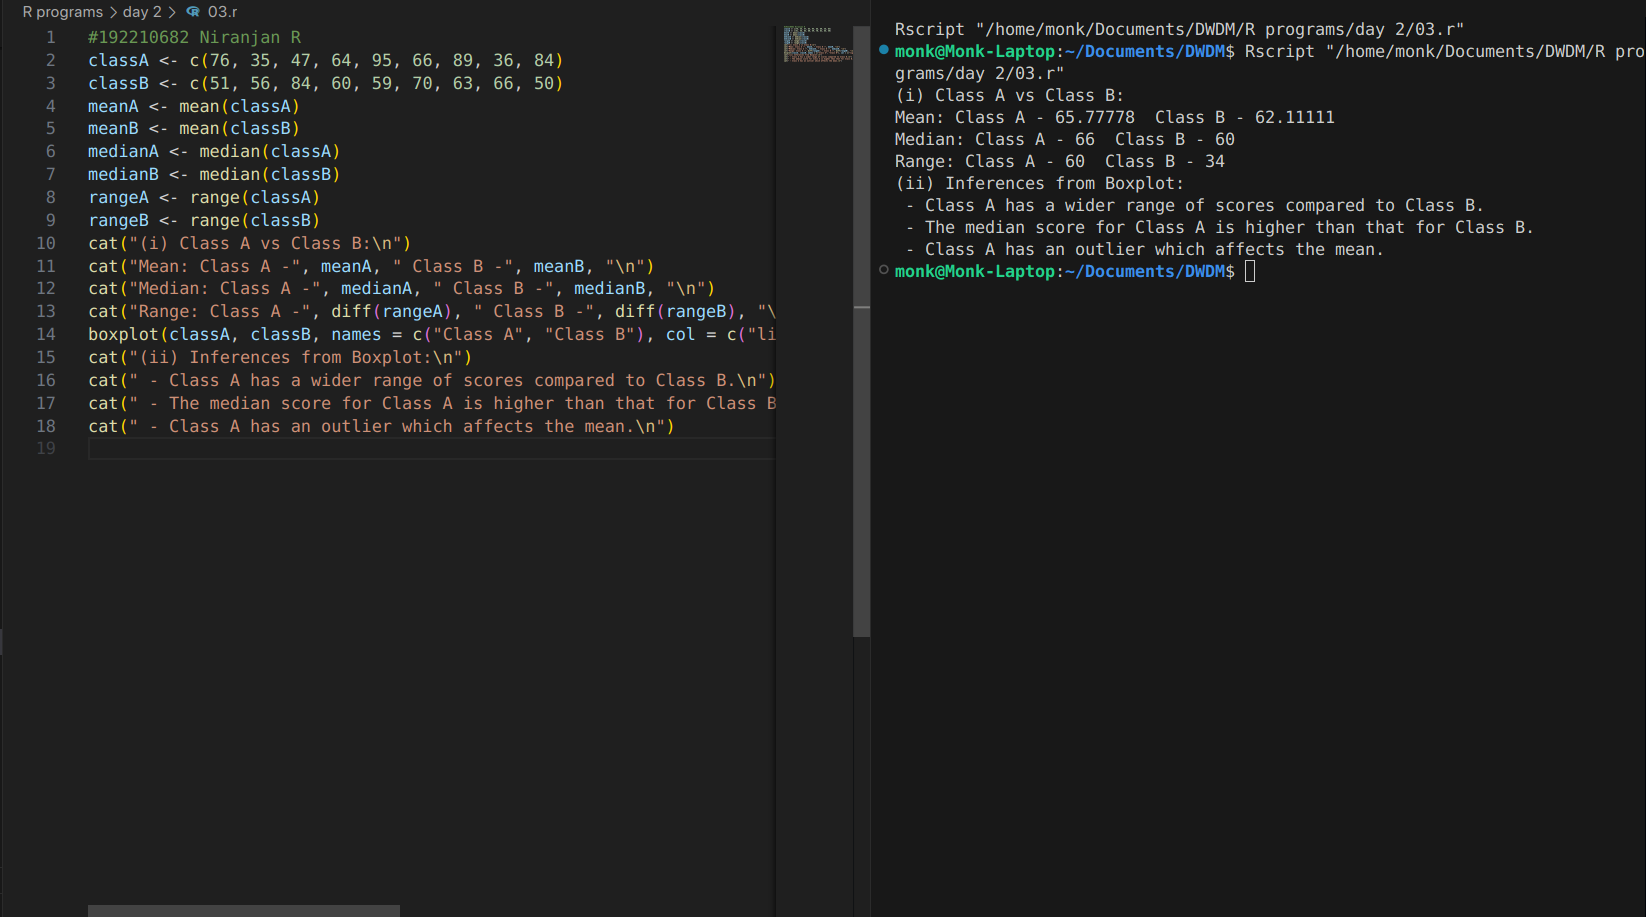 R programs > day 2 > 03.r
1 #192210682 Niranjan R
2 classA <- c(76, 35, 47, 64, 95, 66, 89, 36, 84)
3 classB <- c(51, 56, 84, 60, 59, 70, 63, 66, 50)
4 meanA <- mean(classA)
5 meanB <- mean(classB)
6 medianA <- median(classA)
7 medianB <- median(classB)
8 rangeA <- range(classA)
9 rangeB <- range(classB)
10 cat("(i) Class A vs Class B:\n")
11 cat("Mean: Class A -", meanA, " Class B -", meanB, "\n")
12 cat("Median: Class A -", medianA, " Class B -", medianB, "\n")
13 cat("Range: Class A -", diff(rangeA), " Class B -", diff(rangeB), "\
14 boxplot(classA, classB, names = c("Class A", "Class B"), col = c("li
15 cat("(ii) Inferences from Boxplot:\n")
16 cat(" - Class A has a wider range of scores compared to Class B.\n")
17 cat(" - The median score for Class A is higher than that for Class B
18 cat(" - Class A has an outlier which affects the mean.\n")
19
Rscript "/home/monk/Documents/DWDM/R programs/day 2/03.r"
monk@Monk-Laptop:~/Documents/DWDM$ Rscript "/home/monk/Documents/DWDM/R pro
grams/day 2/03.r"
(i) Class A vs Class B:
Mean: Class A - 65.77778  Class B - 62.11111
Median: Class A - 66  Class B - 60
Range: Class A - 60  Class B - 34
(ii) Inferences from Boxplot:
 - Class A has a wider range of scores compared to Class B.
 - The median score for Class A is higher than that for Class B.
 - Class A has an outlier which affects the mean.
monk@Monk-Laptop:~/Documents/DWDM$